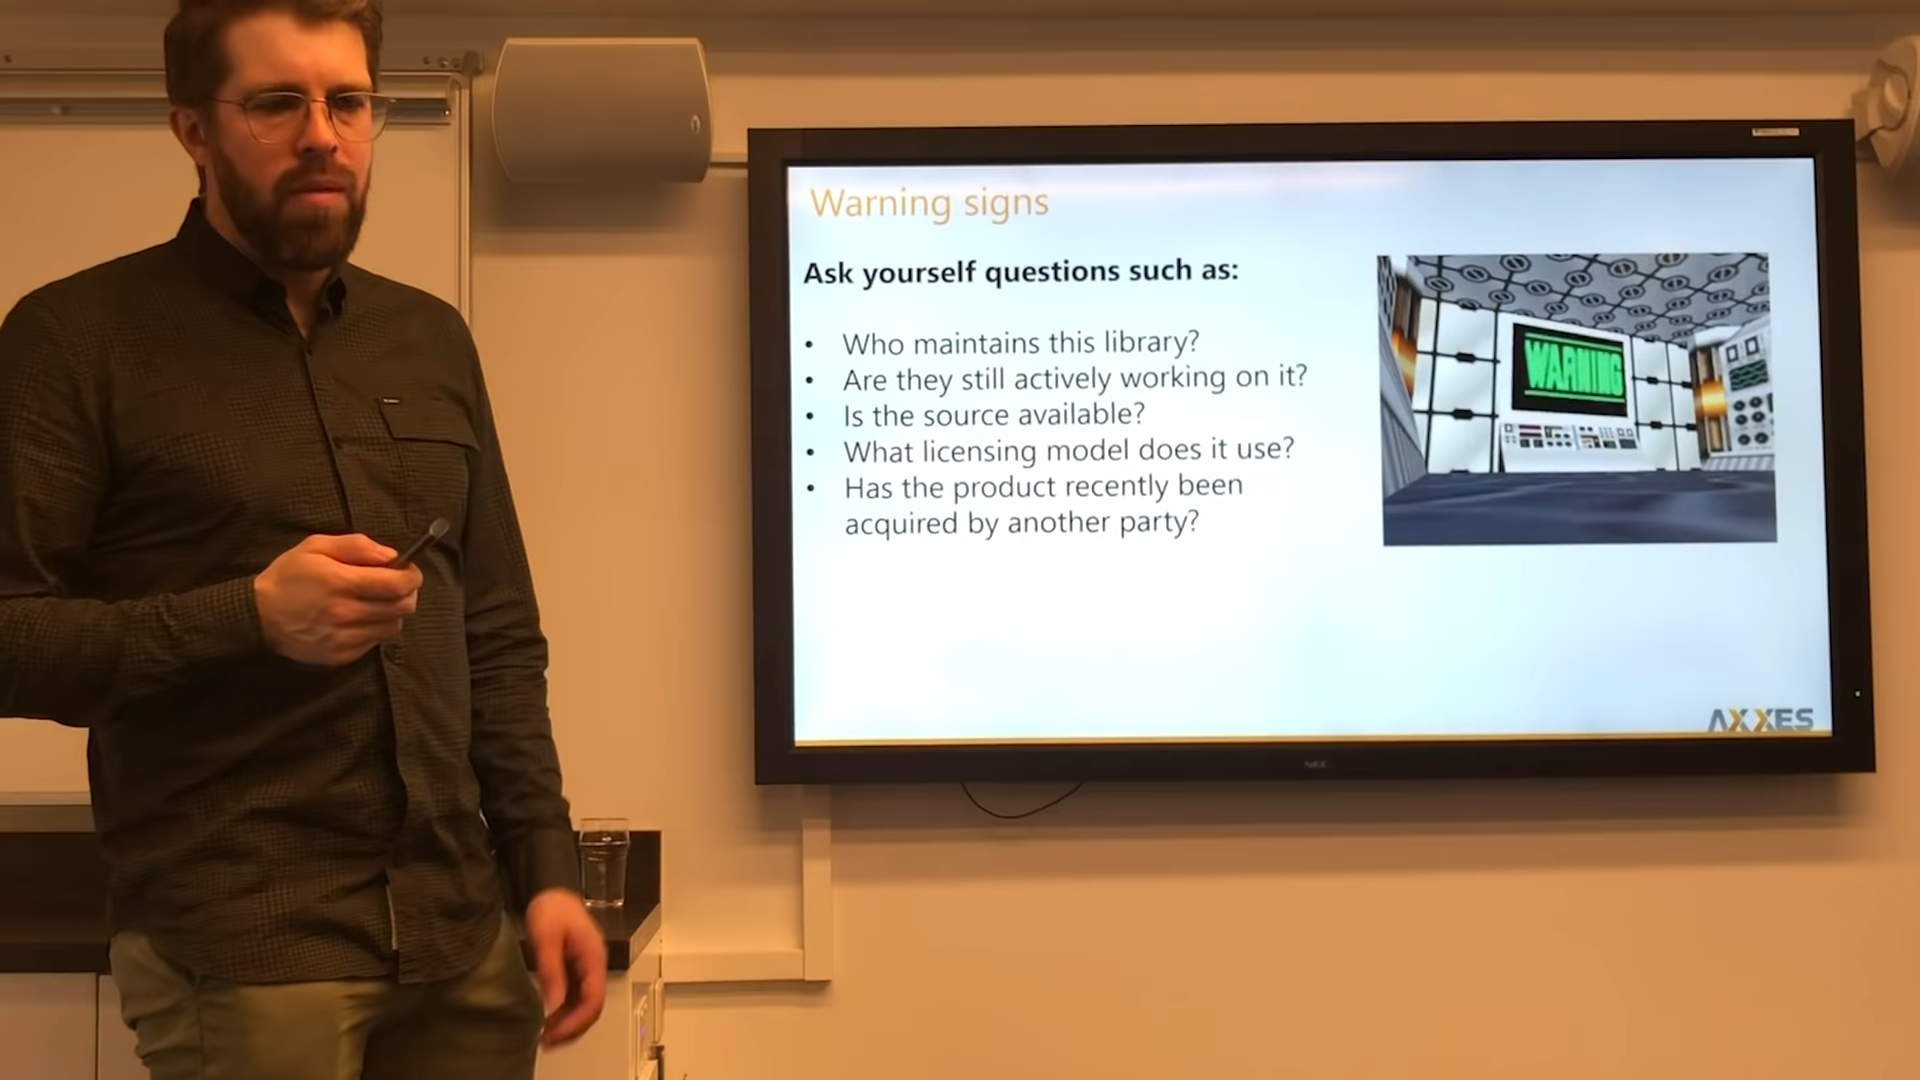 Warning signs
Ask yourself questions such as:
• Who maintains this library?
• Are they still actively working on it?
• Is the source available?
• What licensing model does it use?
• Has the product recently been
acquired by another party?
WARNING
AXXES
NEC